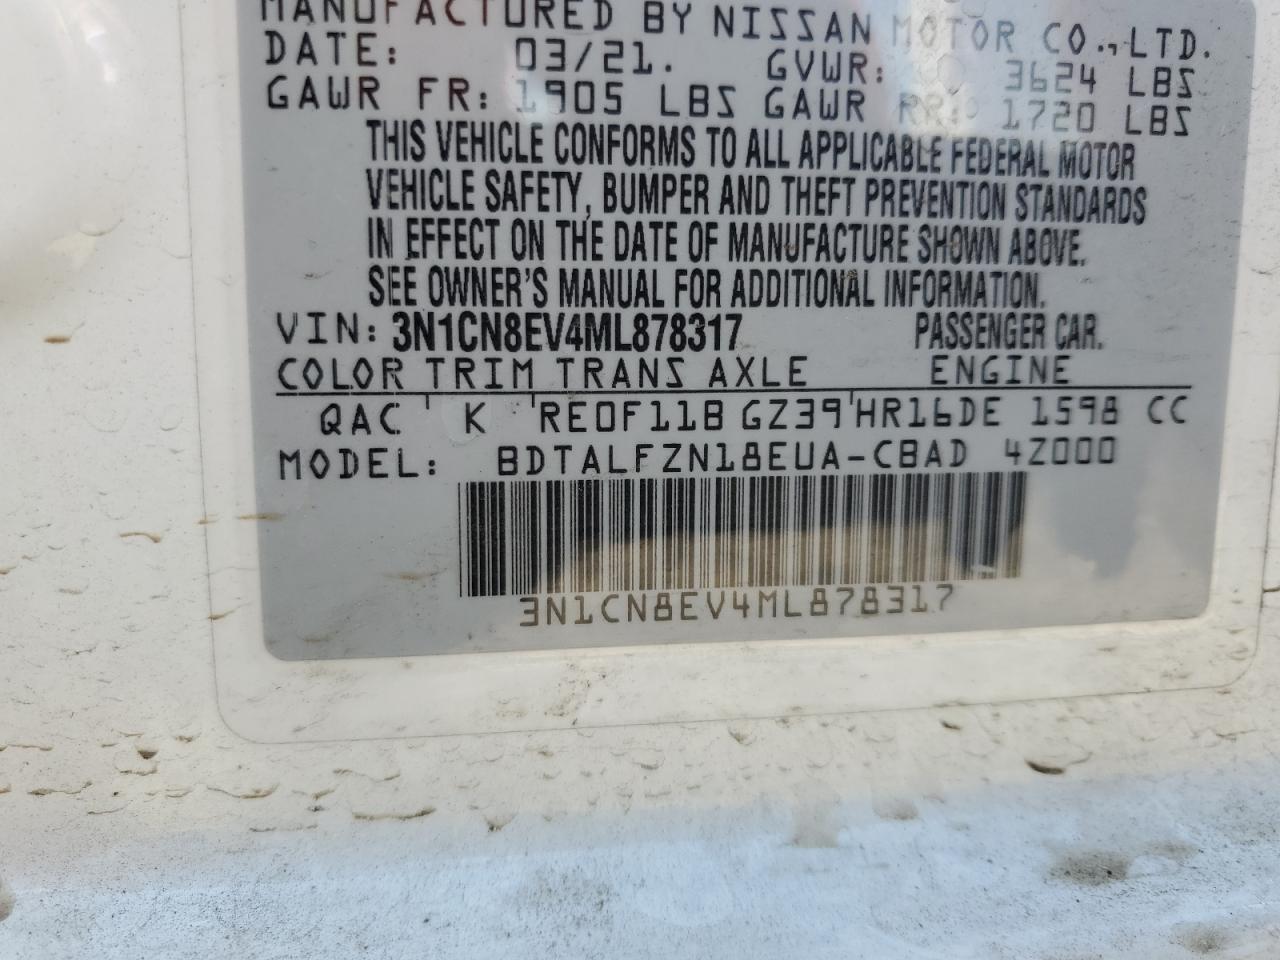 MANUFACTURED BY NISSAN MOTOR CO.,LTD.
DATE: 03/21. GVWR: 3624 LBS
GAWR FR: 1905 LBS GAWR RR: 1720 LBS
THIS VEHICLE CONFORMS TO ALL APPLICABLE FEDERAL MOTOR
VEHICLE SAFETY, BUMPER AND THEFT PREVENTION STANDARDS
IN EFFECT ON THE DATE OF MANUFACTURE SHOWN ABOVE.
SEE OWNER'S MANUAL FOR ADDITIONAL INFORMATION.
VIN: 3N1CN8EV4ML878317 PASSENGER CAR.
COLOR TRIM TRANS AXLE ENGINE
QAC K RE0F11B GZ39 HR16DE 1598 CC
MODEL: BDTALFZN18EUA-CBAD 4Z000
3N1CN8EV4ML878317